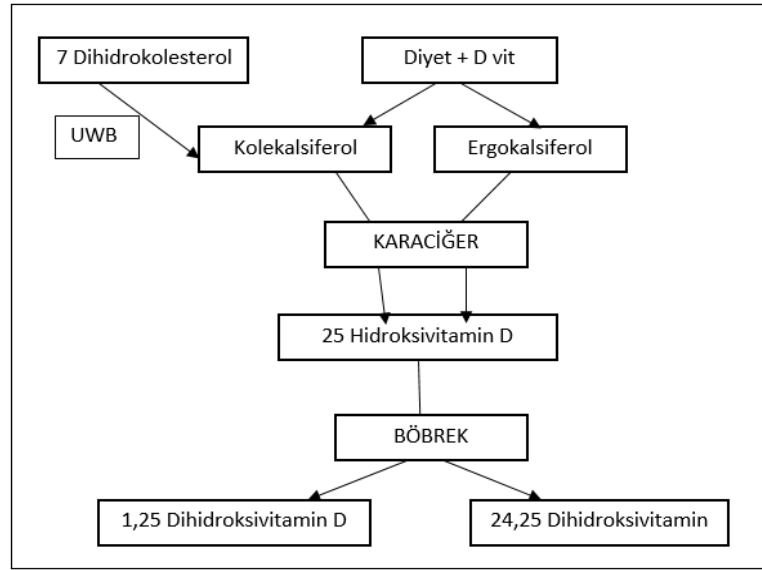 7 Dihidrokolesterol
Diyet + D vit
UWB
Kolekalsiferol
Ergokalsiferol
KARACİĞER
25 Hidroksivitamin D
BÖBREK
1,25 Dihidroksivitamin D
24,25 Dihidroksivitamin